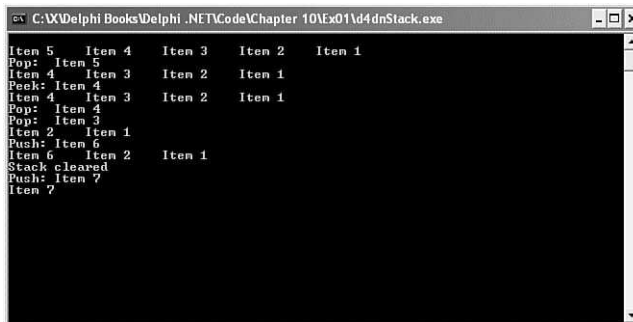 C:\X\Delphi Books\Delphi .NET\Code\Chapter 10\Ex01\d4dnStack.exe
Item 5 Item 4 Item 3 Item 2 Item 1
Pop: Item 5
Item 4 Item 3 Item 2 Item 1
Peek: Item 4
Item 4 Item 3 Item 2 Item 1
Pop: Item 4
Pop: Item 3
Item 2 Item 1
Push: Item 6
Item 6 Item 2 Item 1
Stack cleared
Push: Item 7
Item 7